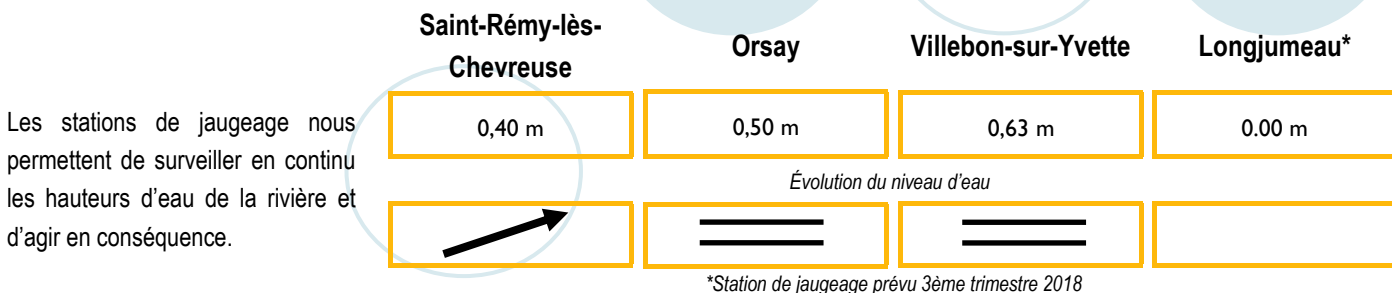 Saint-Rémy-lès-
Chevreuse
Orsay
Villebon-sur-Yvette
Longjumeau*
Les stations de jaugeage nous
permettent de surveiller en continu
les hauteurs d'eau de la rivière et
d'agir en conséquence.
0,40 m
0,50 m
0,63 m
0.00 m
Évolution du niveau d'eau
*Station de jaugeage prévu 3ème trimestre 2018